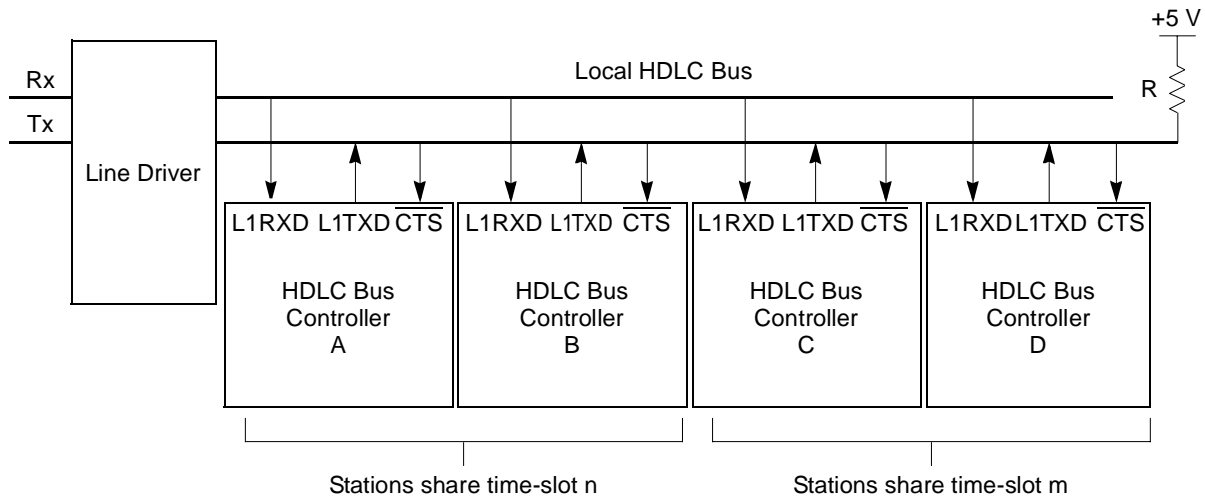 +5 V
Rx
Local HDLC Bus
R
Tx
Line Driver
L1RXD L1TXD CTS
L1RXD L1TXD CTS
L1RXD L1TXD CTS
L1RXD L1TXD CTS
HDLC Bus
Controller
A
HDLC Bus
Controller
B
HDLC Bus
Controller
C
HDLC Bus
Controller
D
Stations share time-slot n
Stations share time-slot m